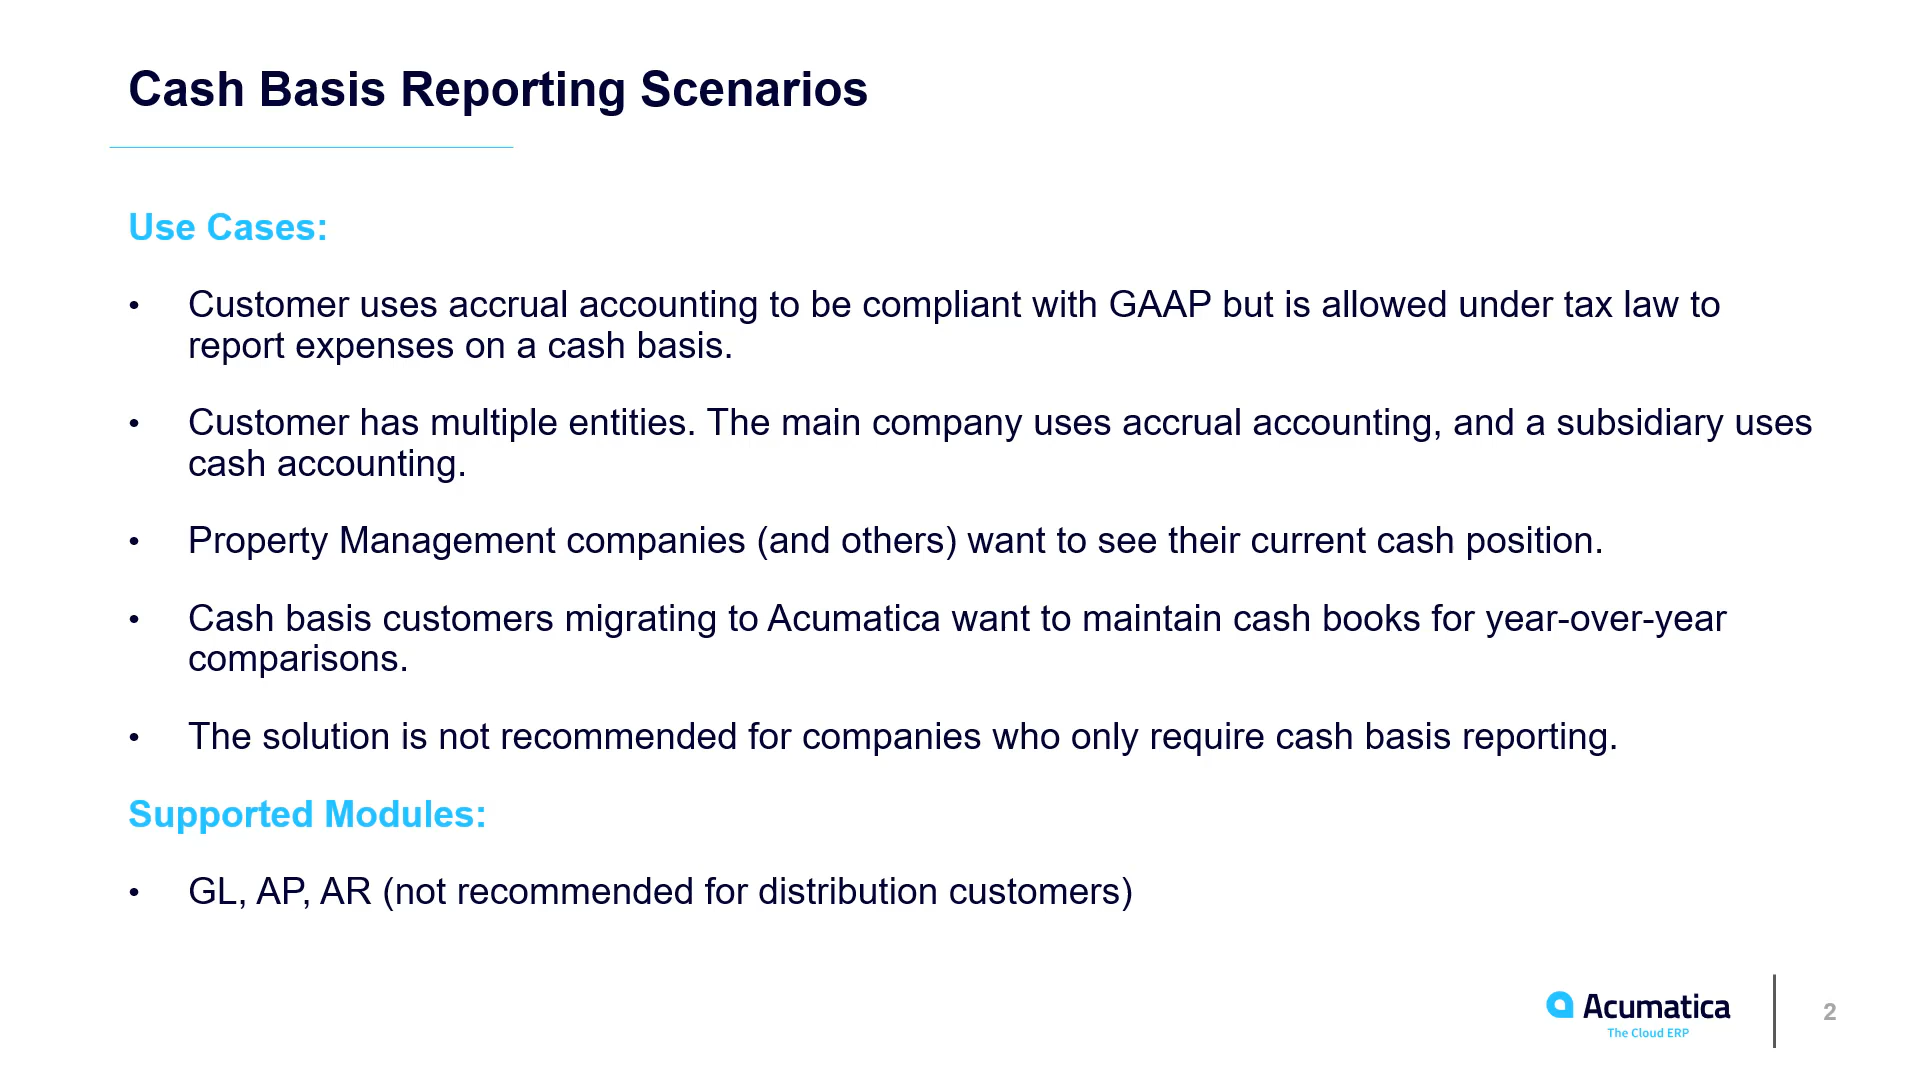 Cash Basis Reporting Scenarios
Use Cases:
• Customer uses accrual accounting to be compliant with GAAP but is allowed under tax law to
report expenses on a cash basis.
• Customer has multiple entities. The main company uses accrual accounting, and a subsidiary uses
cash accounting.
• Property Management companies (and others) want to see their current cash position.
• Cash basis customers migrating to Acumatica want to maintain cash books for year-over-year
comparisons.
• The solution is not recommended for companies who only require cash basis reporting.
Supported Modules:
• GL, AP, AR (not recommended for distribution customers)
Acumatica
The Cloud ERP
2